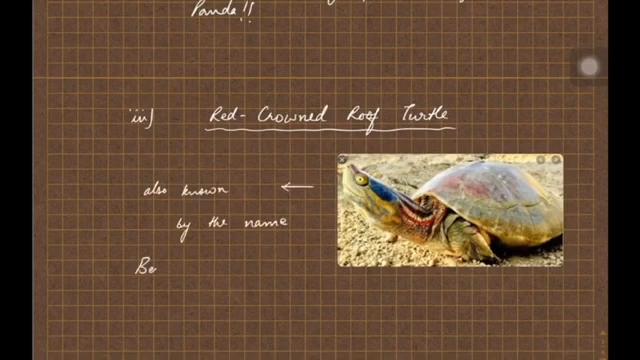 Panda!!
iii) Red-Crowned Roof Turtle
also known
by the name
Be